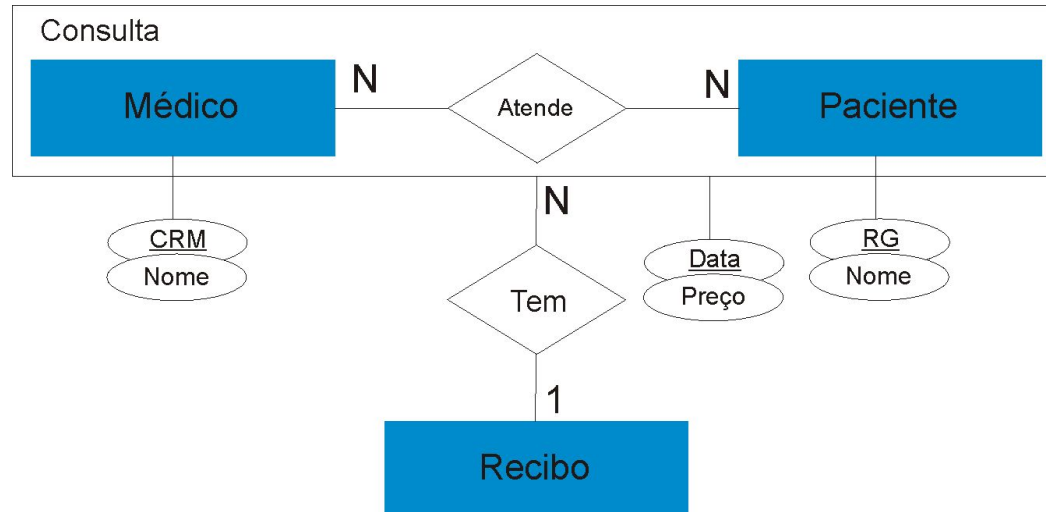 Consulta
Médico
N
Atende
N
Paciente
N
CRM
Nome
Data
Preço
RG
Nome
Tem
1
Recibo